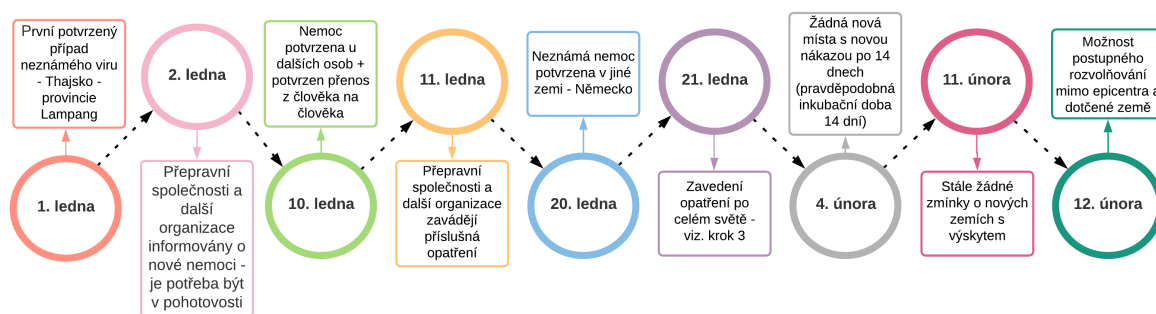 První potvrzený
případ
neznámého viru
- Thajsko -
provincie
Lampang
1. ledna
2. ledna
Přepravní
společnosti a
další
organizace
informovány o
nové nemoci -
je potřeba být
v pohotovosti
Nemoc
potvrzena u
dalších osob +
potvrzen přenos
z člověka na
člověka
10. ledna
11. ledna
Přepravní
společnosti a
další organizace
zavádějí
příslušná
opatření
Neznámá nemoc
potvrzena v jiné
zemi - Německo
20. ledna
21. ledna
Zavedení
opatření po
celém světě -
viz. krok 3
Žádná nová
místa s novou
nákazou po 14
dnech
(pravděpodobná
inkubační doba
14 dní)
4. února
11. února
Stále žádné
zmínky o nových
zemích s
výskytem
Možnost
postupného
rozvolňování
mimo epicentra a
dotčené země
12. února